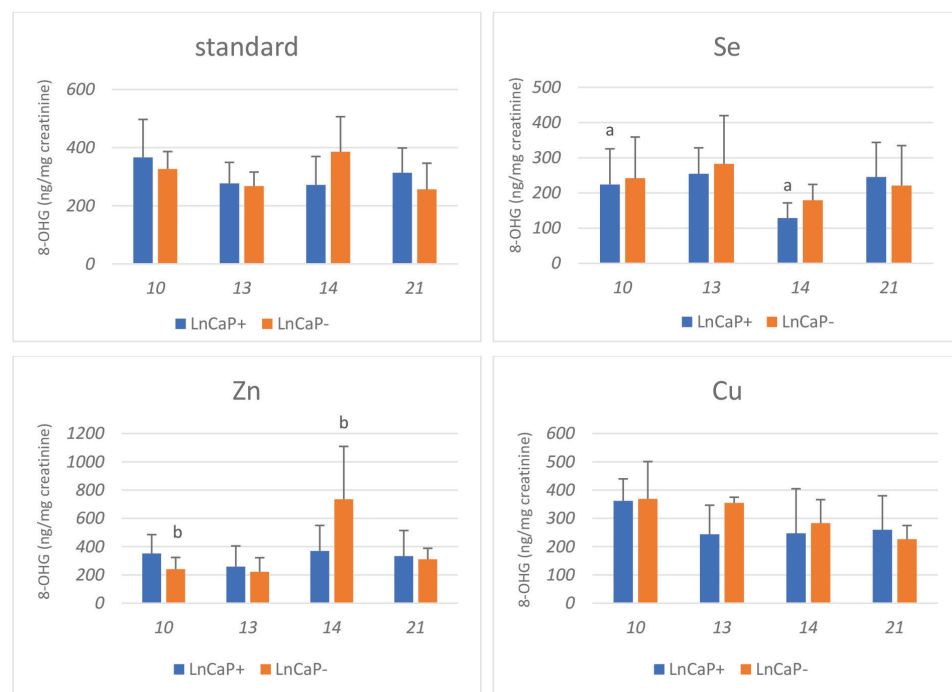 standard
8-OHG (ng/mg creatinine)
600
400
200
0
10 13 14 21
LnCaP+ LnCaP-
Se
8-OHG (ng/mg creatinine)
500
400
300
200
100
0
a
a
10 13 14 21
LnCaP+ LnCaP-
Zn
8-OHG (ng/mg creatinine)
1200
1000
800
600
400
200
0
b
b
10 13 14 21
LnCaP+ LnCaP-
Cu
8-OHG (ng/mg creatinine)
600
500
400
300
200
100
0
10 13 14 21
LnCaP+ LnCaP-